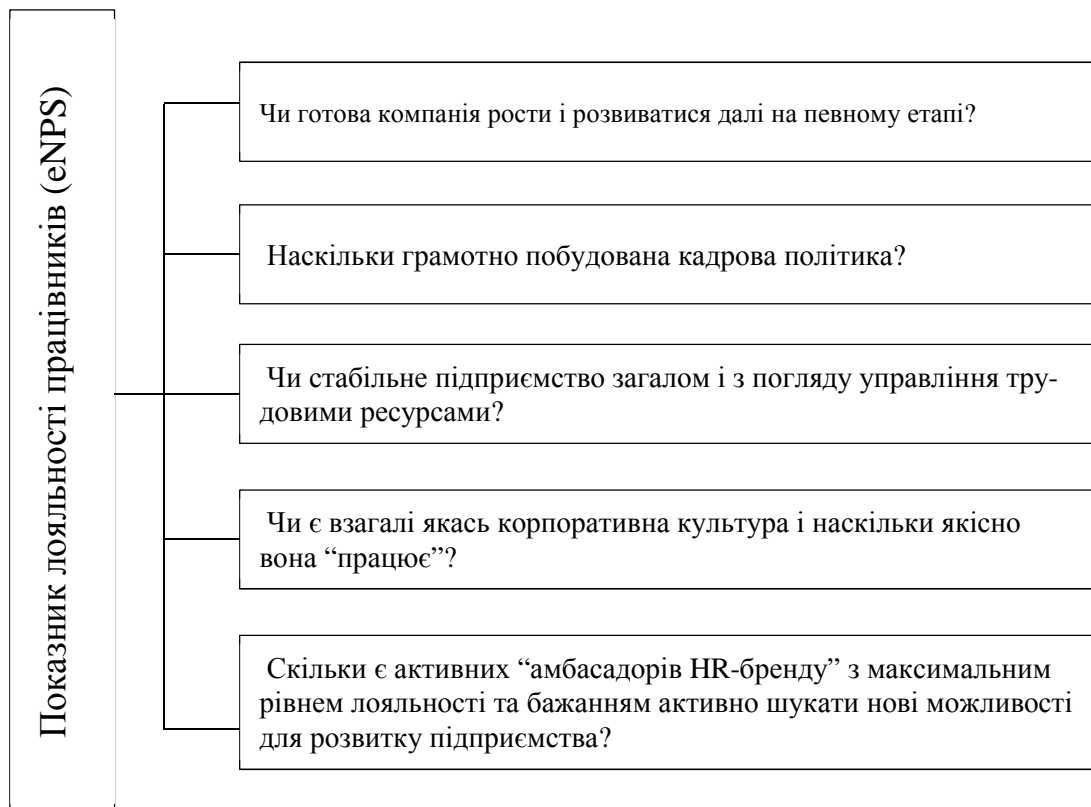 Показник лояльності працівників (eNPS)
Чи готова компанія рости і розвиватися далі на певному етапі?
Наскільки грамотно побудована кадрова політика?
Чи стабільне підприємство загалом і з погляду управління тру-
довими ресурсами?
Чи є взагалі якась корпоративна культура і наскільки якісно
вона “працює”?
Скільки є активних “амбасадорів HR-бренду” з максимальним
рівнем лояльності та бажанням активно шукати нові можливості
для розвитку підприємства?